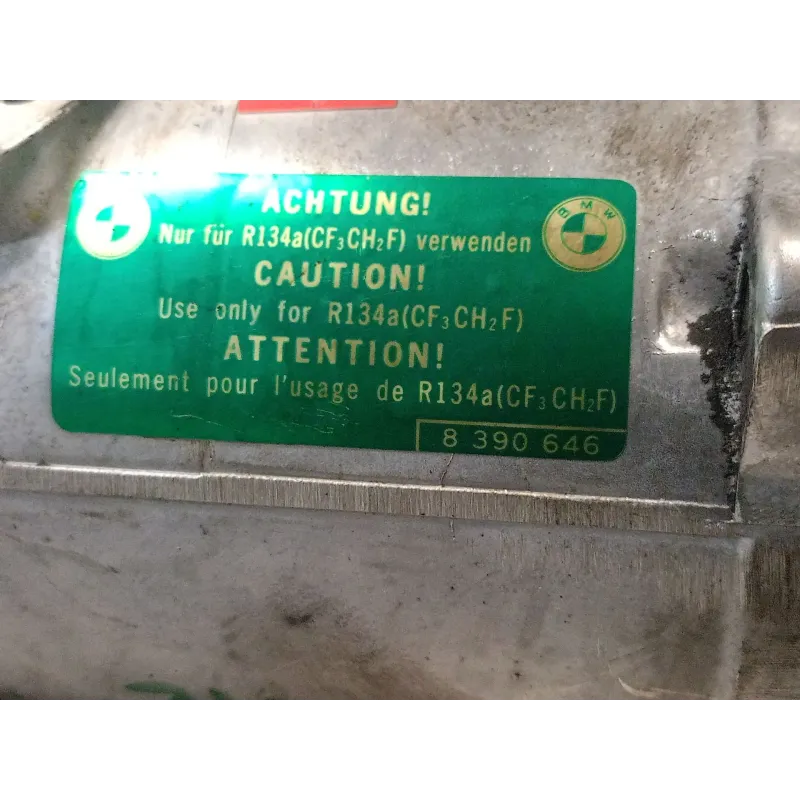 ACHTUNG!
Nur für R134a(CF₃CH₂F) verwenden
BMW
CAUTION!
Use only for R134a(CF₃CH₂F)
ATTENTION!
Seulement pour l'usage de R134a(CF₃CH₂F)
8 390 646